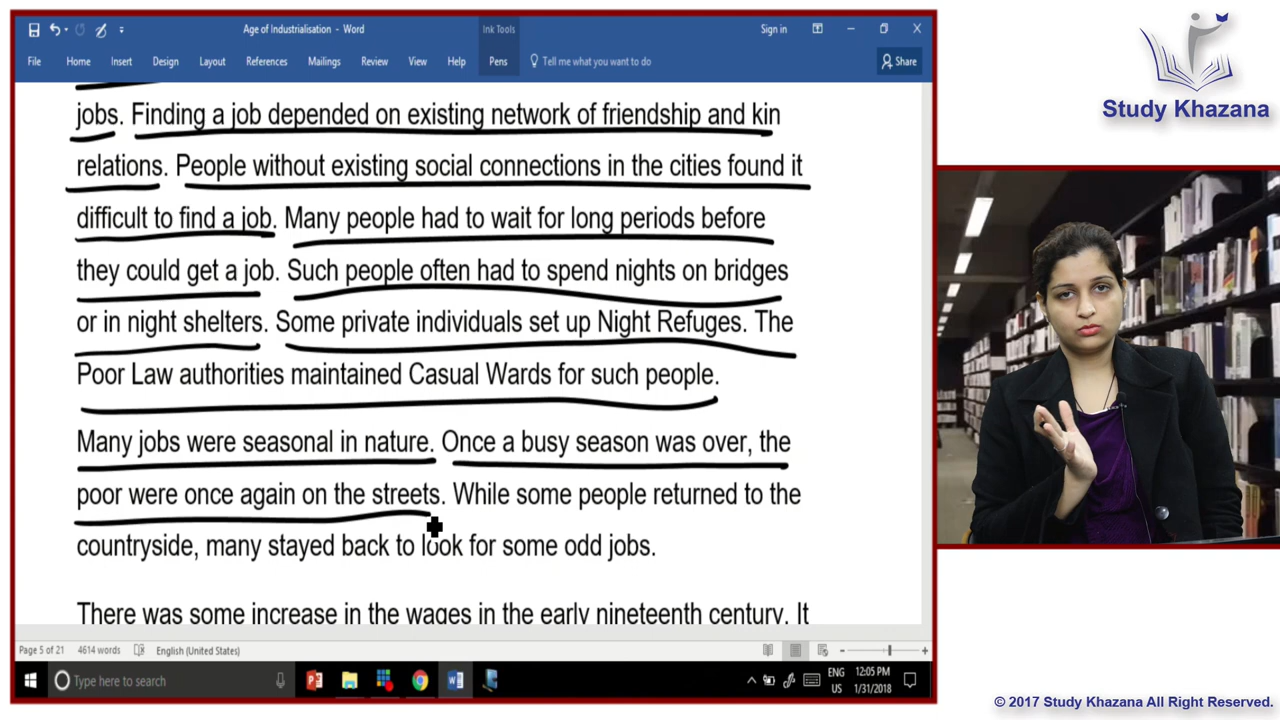 Age of Industrialisation - Word
Ink Tools
Sign in
File
Home
Insert
Design
Layout
References
Mailings
Review
View
Help
Pens
Tell me what you want to do
Share
jobs. Finding a job depended on existing network of friendship and kin
relations. People without existing social connections in the cities found it
difficult to find a job. Many people had to wait for long periods before
they could get a job. Such people often had to spend nights on bridges
or in night shelters. Some private individuals set up Night Refuges. The
Poor Law authorities maintained Casual Wards for such people.
Many jobs were seasonal in nature. Once a busy season was over, the
poor were once again on the streets. While some people returned to the
countryside, many stayed back to look for some odd jobs.
There was some increase in the wages in the early nineteenth century. It
Page 5 of 21
4614 words
English (United States)
Type here to search
ENG
US
12:05 PM
1/31/2018
Study Khazana
© 2017 Study Khazana All Right Reserved.